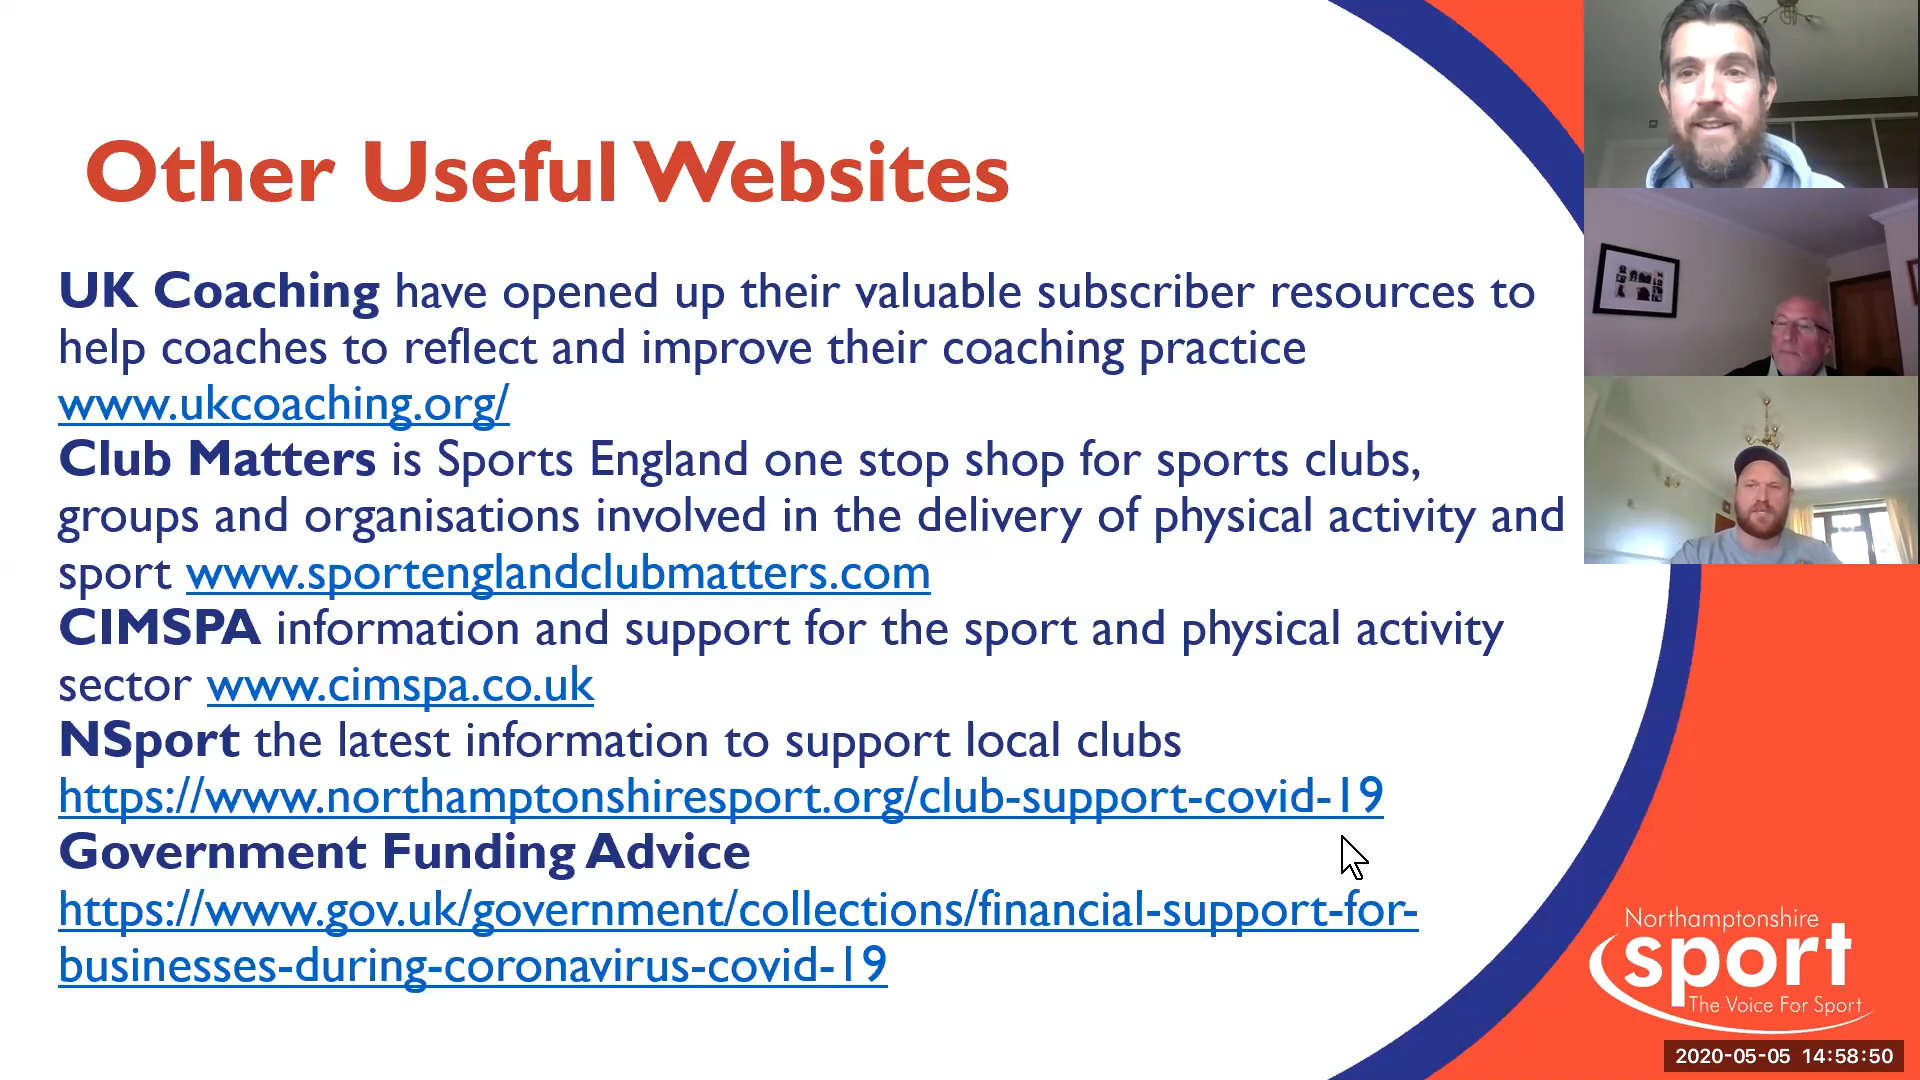 Other Useful Websites
UK Coaching have opened up their valuable subscriber resources to
help coaches to reflect and improve their coaching practice
www.ukcoaching.org/
Club Matters is Sports England one stop shop for sports clubs,
groups and organisations involved in the delivery of physical activity and
sport www.sportenglandclubmatters.com
CIMSPA information and support for the sport and physical activity
sector www.cimspa.co.uk
NSport the latest information to support local clubs
https://www.northamptonshiresport.org/club-support-covid-19
Government Funding Advice
https://www.gov.uk/government/collections/financial-support-for-
businesses-during-coronavirus-covid-19
Northamptonshire
sport
The Voice For Sport
2020-05-05 14:58:50